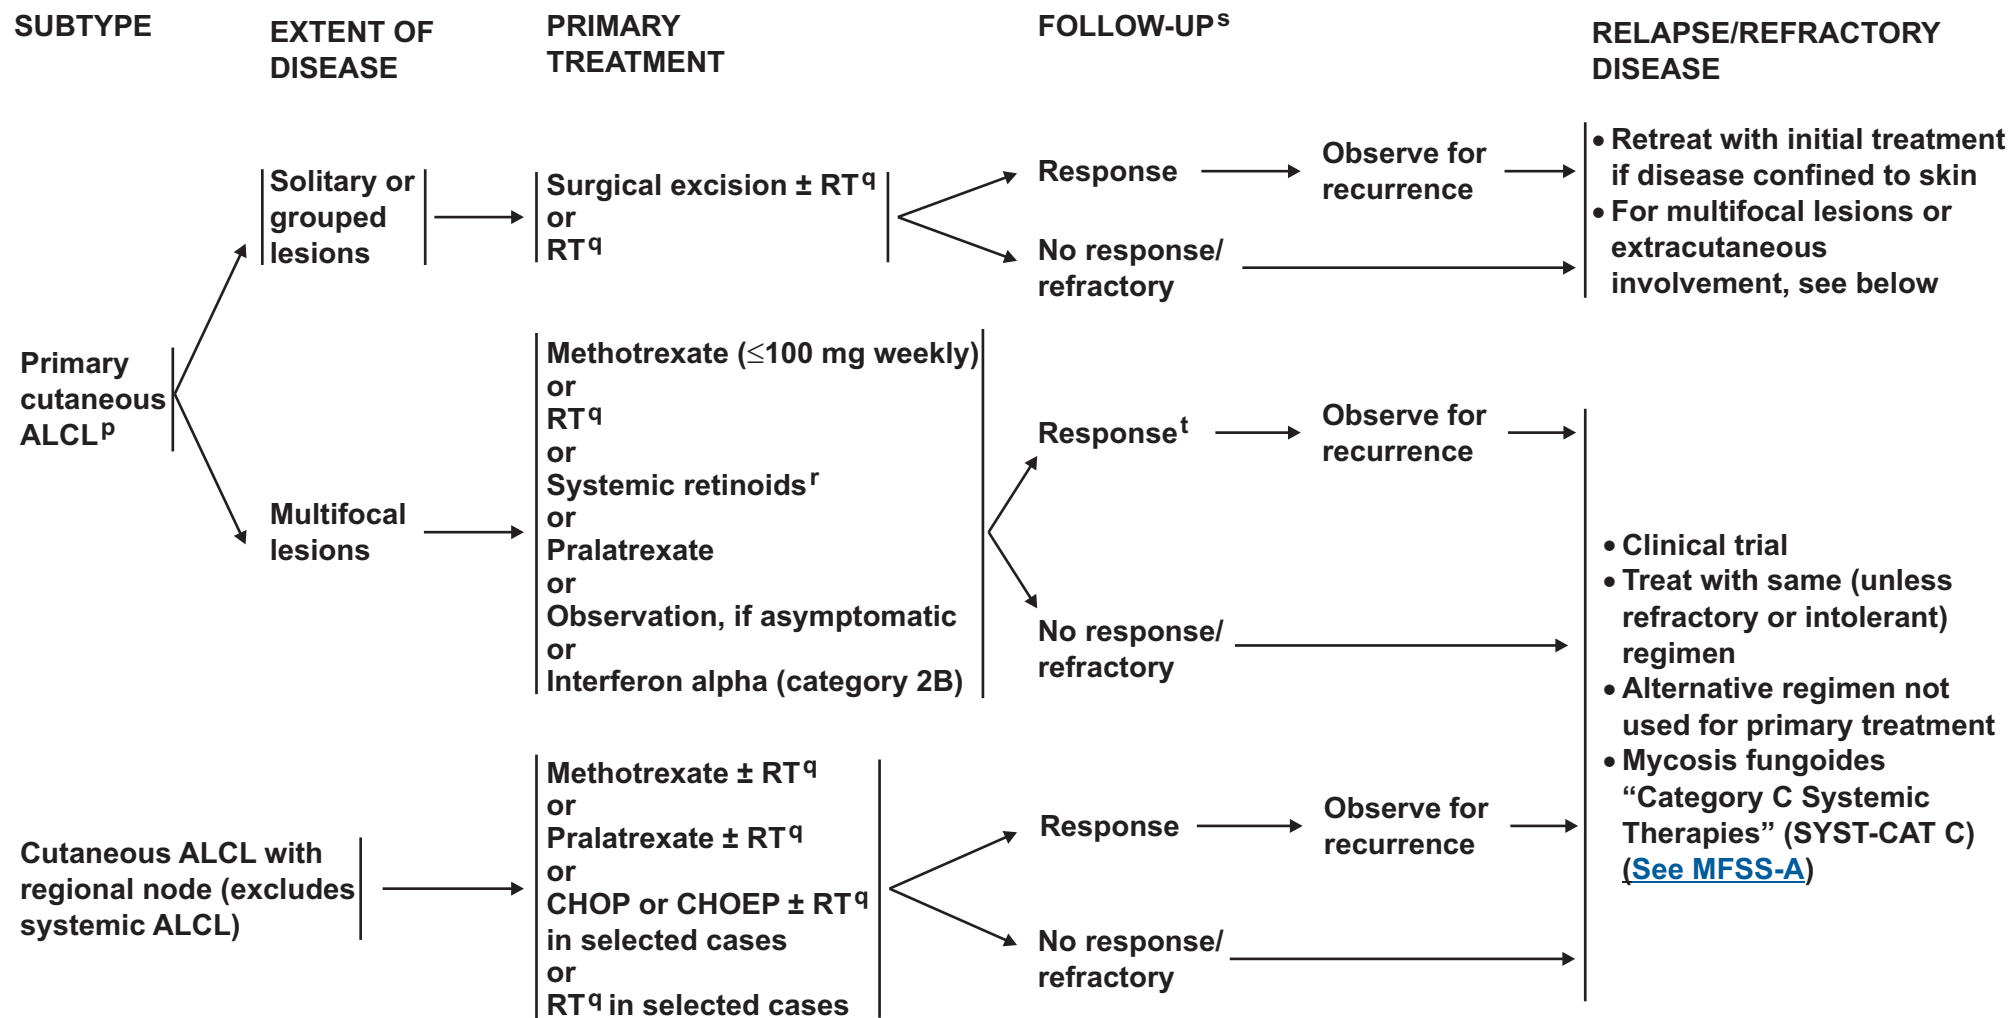 SUBTYPE
EXTENT OF
DISEASE
PRIMARY
TREATMENT
FOLLOW-UPˢ
RELAPSE/REFRACTORY
DISEASE
Primary
cutaneous
ALCLᵖ
Solitary or
grouped
lesions
Surgical excision ± RT𐞥
or
RT𐞥
Response
Observe for
recurrence
No response/
refractory
• Retreat with initial treatment
if disease confined to skin
• For multifocal lesions or
extracutaneous
involvement, see below
Multifocal
lesions
Methotrexate (≤100 mg weekly)
or
RT𐞥
or
Systemic retinoidsʳ
or
Pralatrexate
or
Observation, if asymptomatic
or
Interferon alpha (category 2B)
Responseᵗ
Observe for
recurrence
No response/
refractory
Cutaneous ALCL with
regional node (excludes
systemic ALCL)
Methotrexate ± RT𐞥
or
Pralatrexate ± RT𐞥
or
CHOP or CHOEP ± RT𐞥
in selected cases
or
RT𐞥 in selected cases
Response
Observe for
recurrence
No response/
refractory
• Clinical trial
• Treat with same (unless
refractory or intolerant)
regimen
• Alternative regimen not
used for primary treatment
• Mycosis fungoides
“Category C Systemic
Therapies” (SYST-CAT C)
(See MFSS-A)